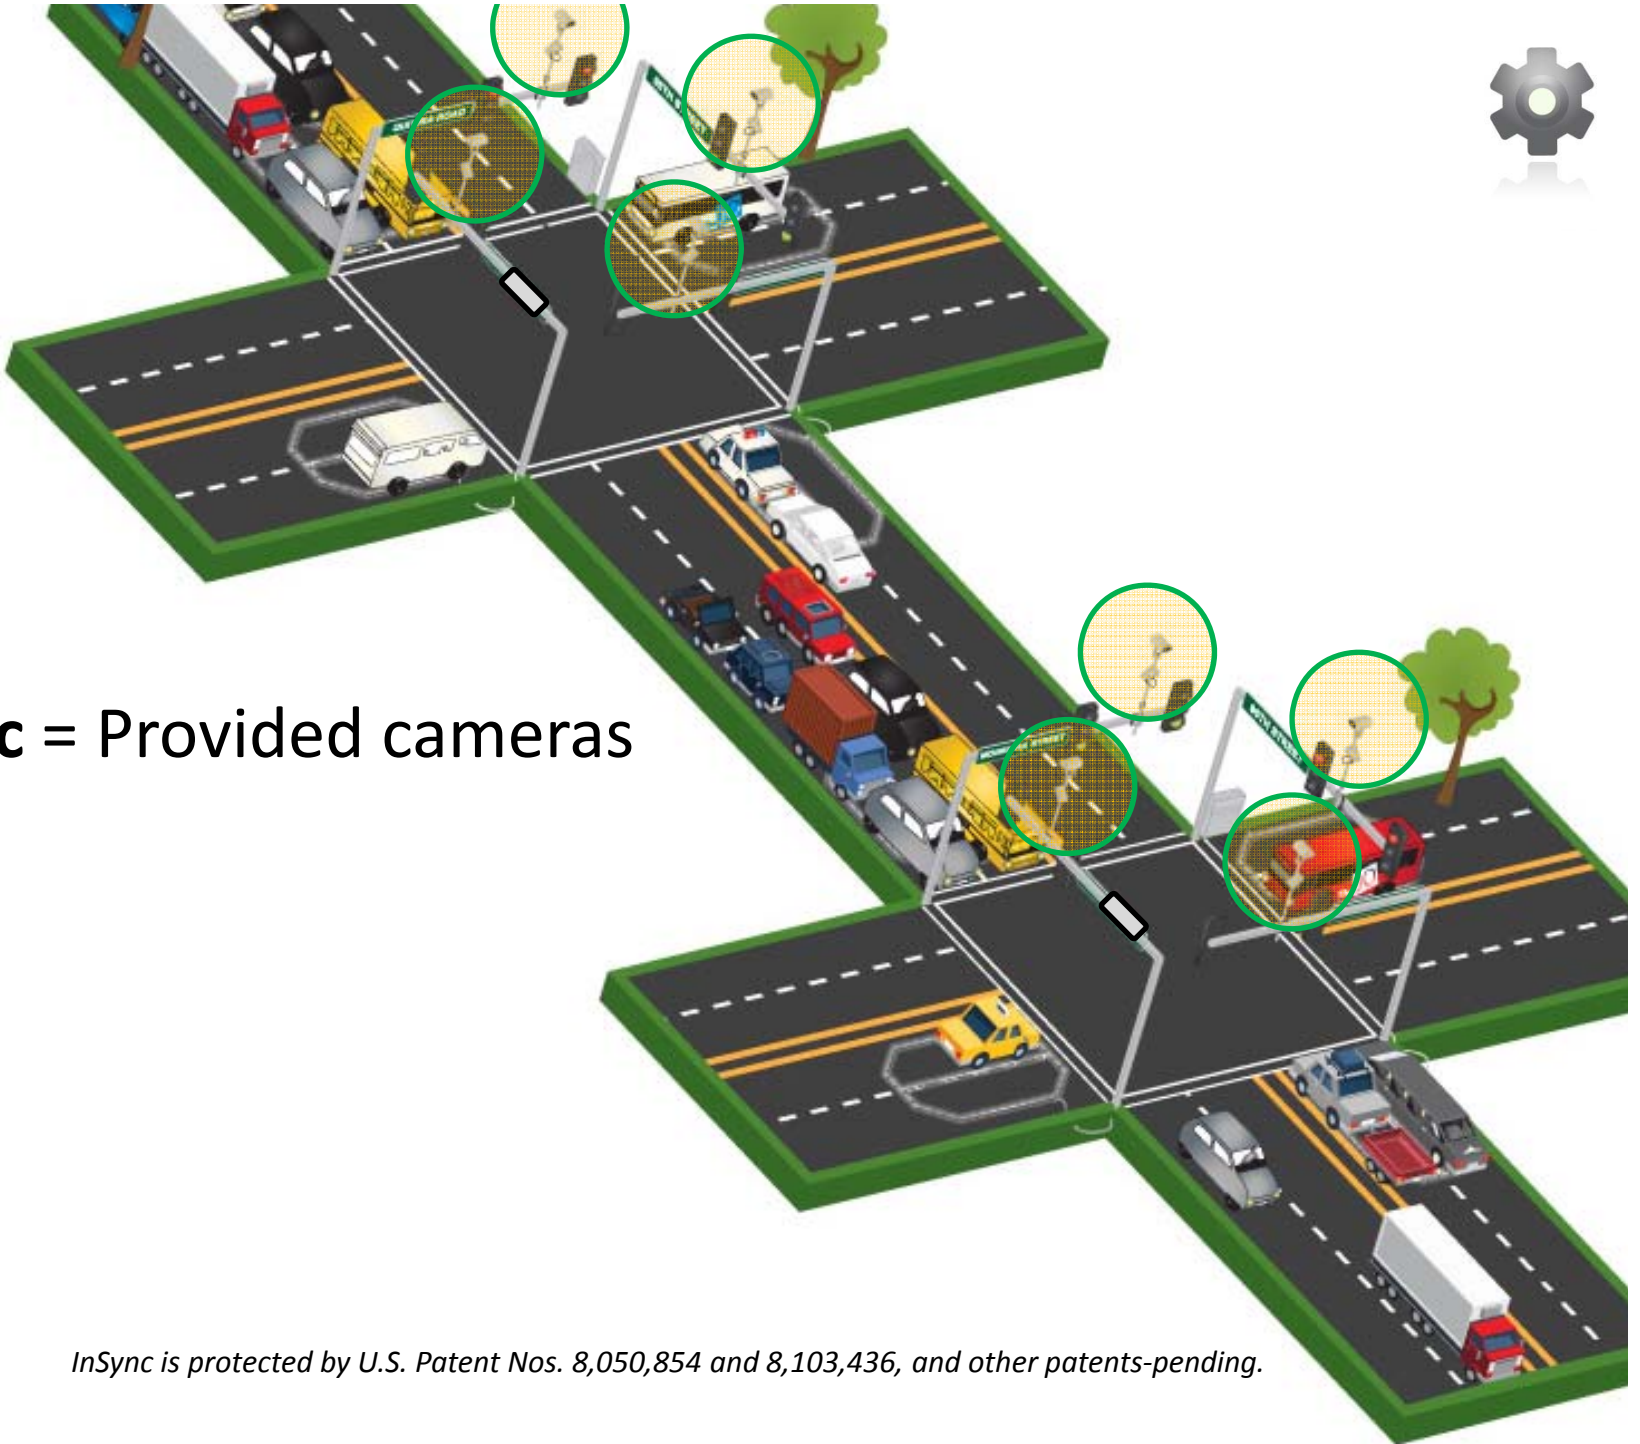 c = Provided cameras
InSync is protected by U.S. Patent Nos. 8,050,854 and 8,103,436, and other patents-pending.